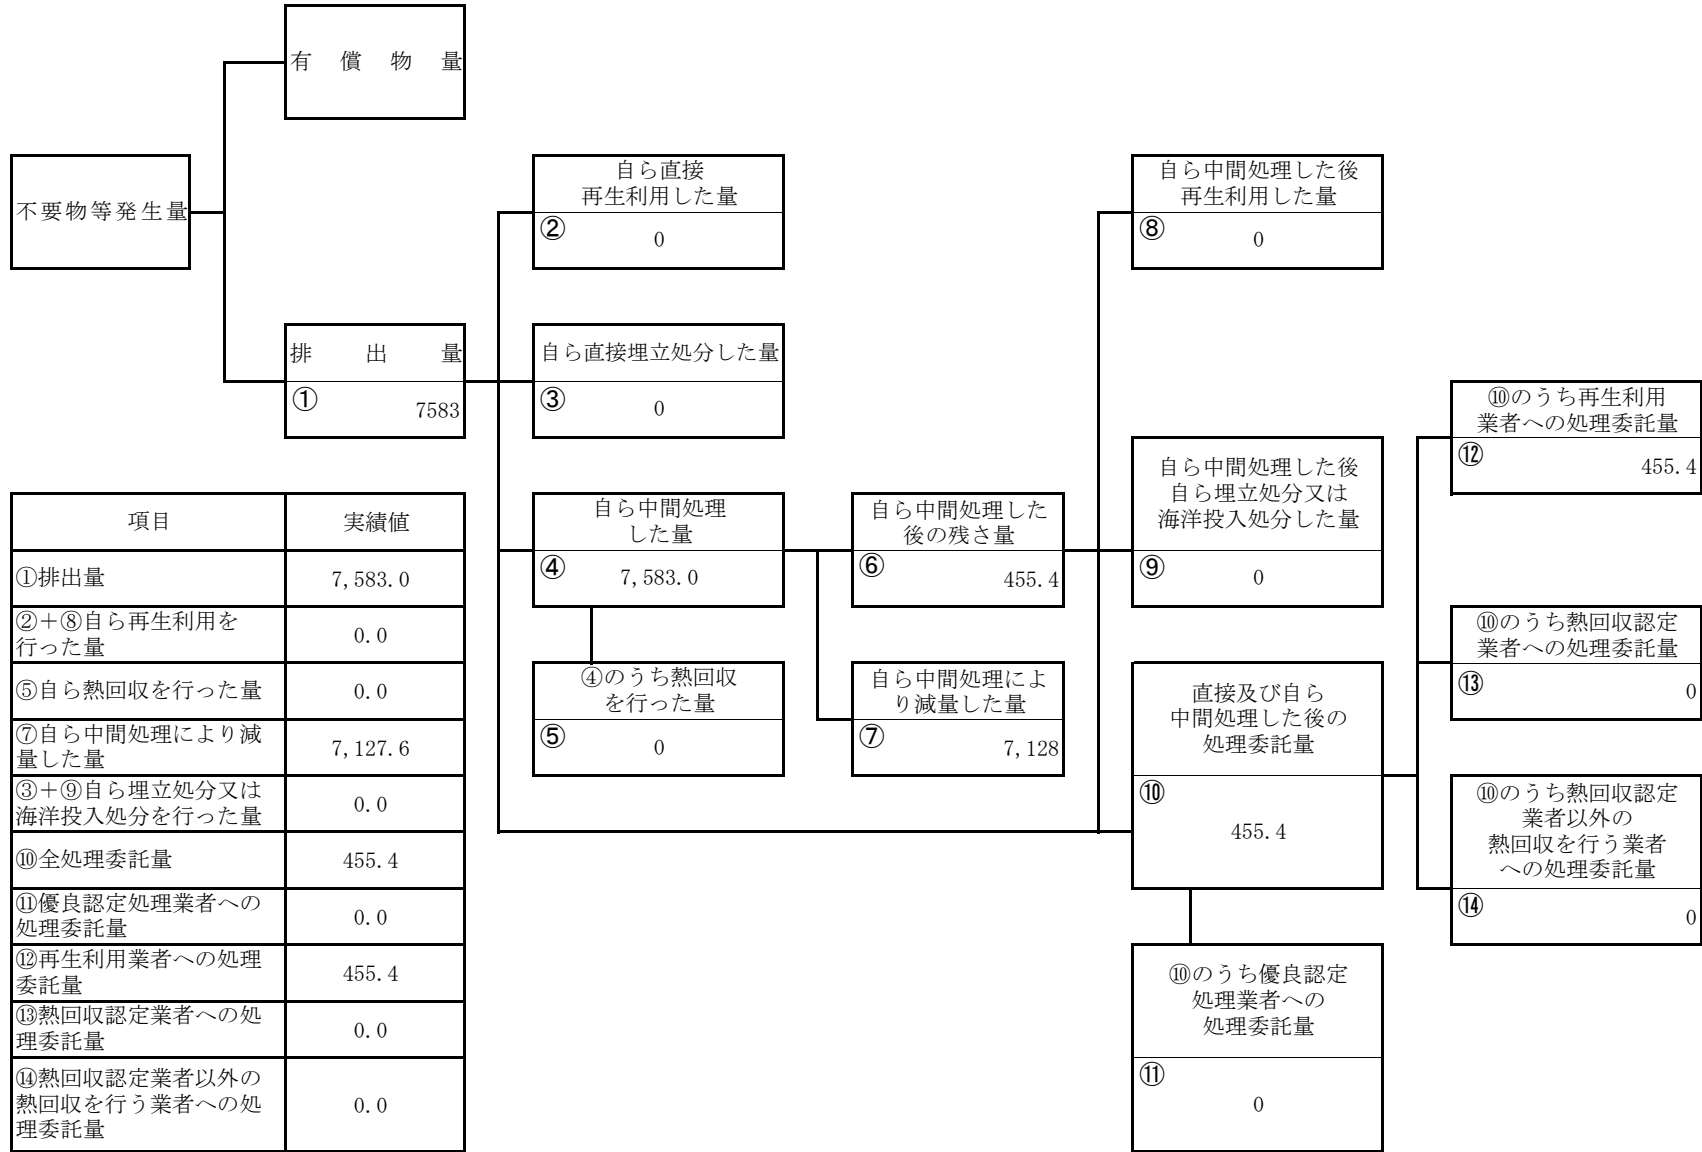 有償物量
不要物等発生量
排出量
①
7583
自ら直接
再生利用した量
②
0
自ら直接埋立処分した量
③
0
自ら中間処理
した量
④
7,583.0
④のうち熱回収
を行った量
⑤
0
自ら中間処理した
後の残さ量
⑥
455.4
自ら中間処理によ
り減量した量
⑦
7,128
自ら中間処理した後
再生利用した量
⑧
0
自ら中間処理した後
自ら埋立処分又は
海洋投入処分した量
⑨
0
直接及び自ら
中間処理した後の
処理委託量
⑩
455.4
⑩のうち優良認定
処理業者への
処理委託量
⑪
0
⑩のうち再生利用
業者への処理委託量
⑫
455.4
⑩のうち熱回収認定
業者への処理委託量
⑬
0
⑩のうち熱回収認定
業者以外の
熱回収を行う業者
への処理委託量
⑭
0
項目 実績値
①排出量 7,583.0
②＋⑧自ら再生利用を
行った量 0.0
⑤自ら熱回収を行った量 0.0
⑦自ら中間処理により減
量した量 7,127.6
③＋⑨自ら埋立処分又は
海洋投入処分を行った量 0.0
⑩全処理委託量 455.4
⑪優良認定処理業者への
処理委託量 0.0
⑫再生利用業者への処理
委託量 455.4
⑬熱回収認定業者への処
理委託量 0.0
⑭熱回収認定業者以外の
熱回収を行う業者への処
理委託量 0.0